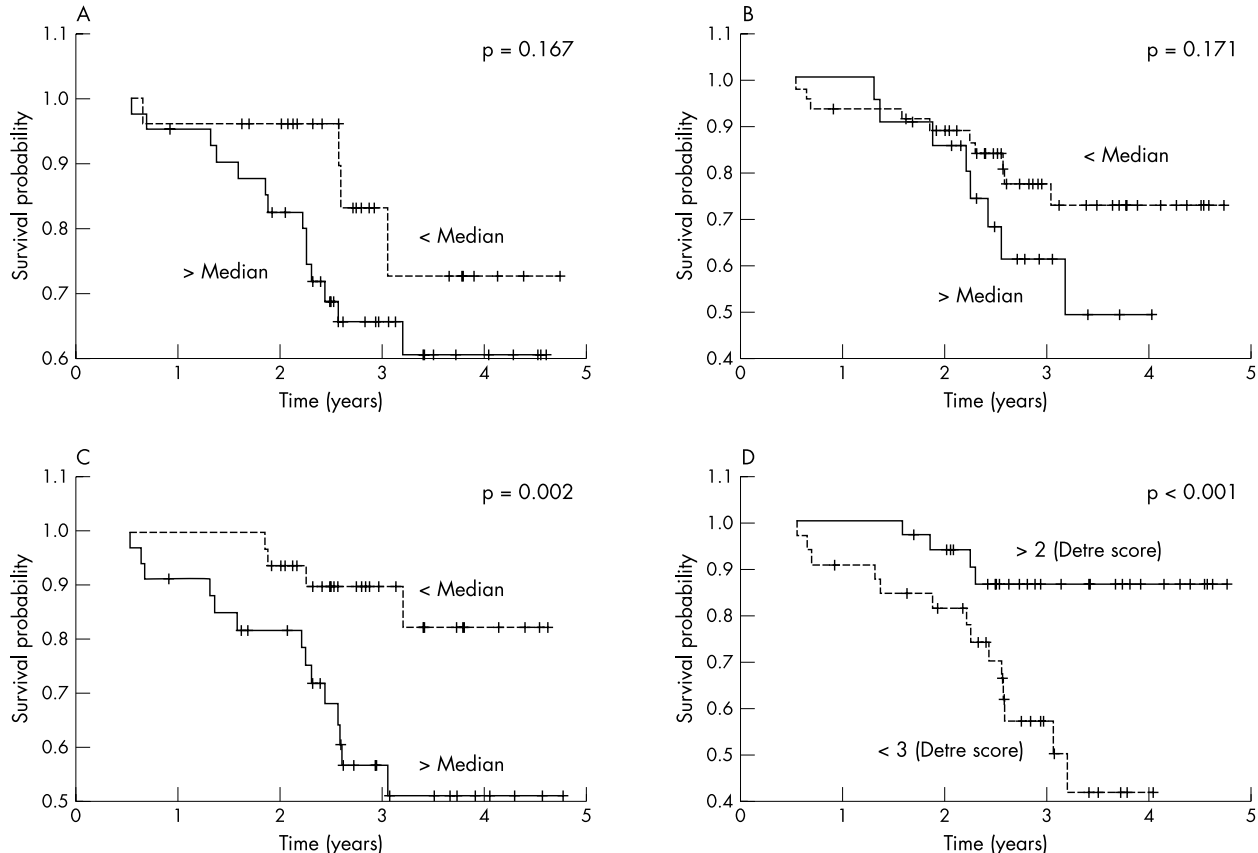 A
p = 0.167
1.1
1.0
0.9
0.8
0.7
0.6
Survival probability
< Median
> Median
0 1 2 3 4 5
Time (years)
B
p = 0.171
1.1
1.0
0.9
0.8
0.7
0.6
0.5
0.4
Survival probability
< Median
> Median
0 1 2 3 4 5
Time (years)
C
p = 0.002
1.1
1.0
0.9
0.8
0.7
0.6
0.5
Survival probability
< Median
> Median
0 1 2 3 4 5
Time (years)
D
p < 0.001
1.1
1.0
0.9
0.8
0.7
0.6
0.5
0.4
Survival probability
> 2 (Detre score)
< 3 (Detre score)
0 1 2 3 4 5
Time (years)